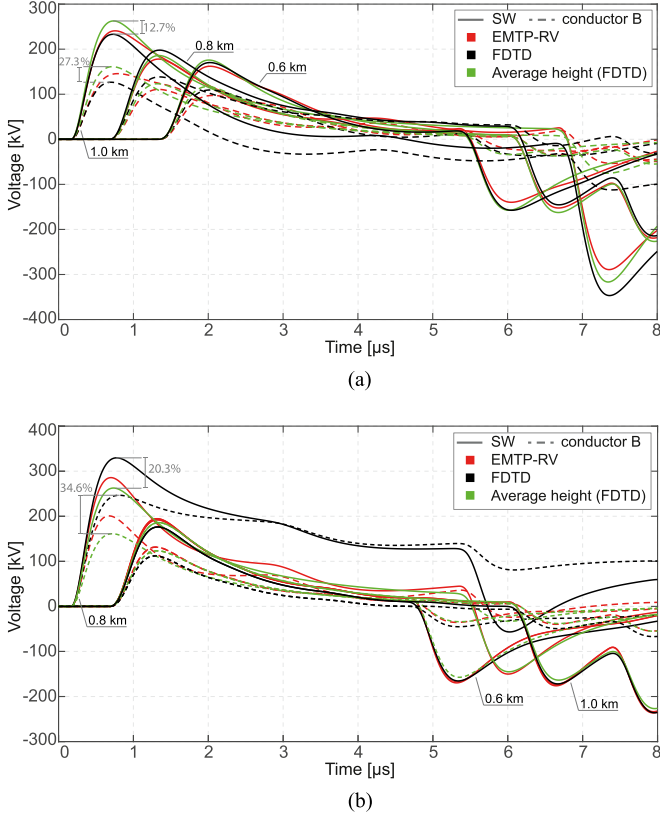 300
200
100
0
-100
-200
-300
-400
Voltage [kV]
12.7%
27.3%
1.0 km
0.8 km
0.6 km
SW
conductor B
EMTP-RV
FDTD
Average height (FDTD)
0 1 2 3 4 5 6 7 8
Time [μs]
(a)
400
300
200
100
0
-100
-200
-300
Voltage [kV]
20.3%
34.6%
0.8 km
SW
conductor B
EMTP-RV
FDTD
Average height (FDTD)
0.6 km
1.0 km
0 1 2 3 4 5 6 7 8
Time [μs]
(b)